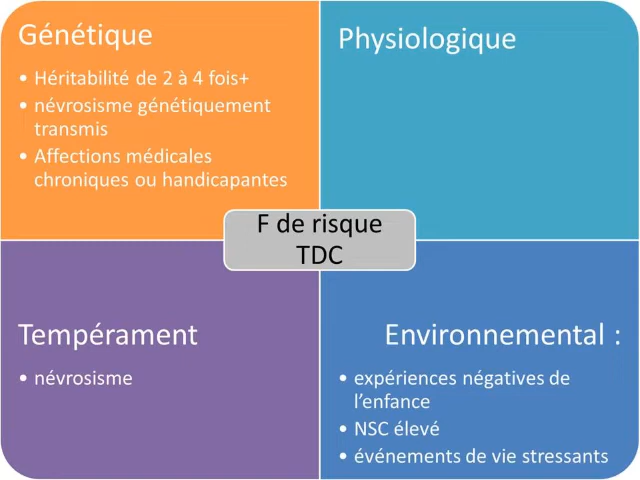 Génétique
• Héritabilité de 2 à 4 fois+
• névrosisme génétiquement
transmis
• Affections médicales
chroniques ou handicapantes
Physiologique
F de risque
TDC
Tempérament
• névrosisme
Environnemental :
• expériences négatives de
l’enfance
• NSC élevé
• événements de vie stressants